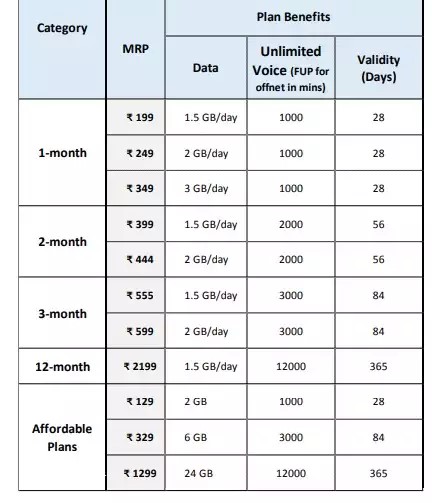 Category MRP Plan Benefits
Data Unlimited Voice (FUP for offnet in mins) Validity (Days)
1-month ₹ 199 1.5 GB/day 1000 28
₹ 249 2 GB/day 1000 28
₹ 349 3 GB/day 1000 28
2-month ₹ 399 1.5 GB/day 2000 56
₹ 444 2 GB/day 2000 56
3-month ₹ 555 1.5 GB/day 3000 84
₹ 599 2 GB/day 3000 84
12-month ₹ 2199 1.5 GB/day 12000 365
Affordable Plans ₹ 129 2 GB 1000 28
₹ 329 6 GB 3000 84
₹ 1299 24 GB 12000 365